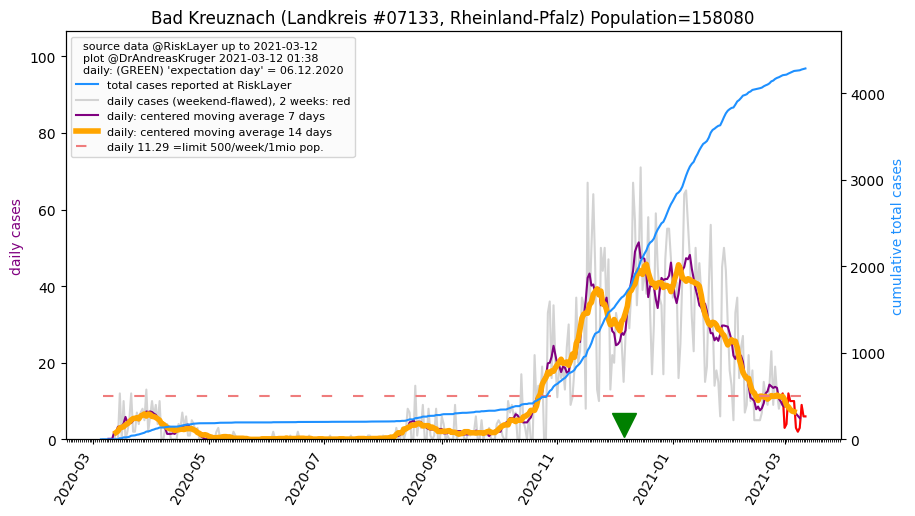 Bad Kreuznach (Landkreis #07133, Rheinland-Pfalz) Population=158080
source data @RiskLayer up to 2021-03-12
plot @DrAndreasKruger 2021-03-12 01:38
daily: (GREEN) 'expectation day' = 06.12.2020
total cases reported at RiskLayer
daily cases (weekend-flawed), 2 weeks: red
daily: centered moving average 7 days
daily: centered moving average 14 days
daily 11.29 =limit 500/week/1mio pop.
daily cases
100
80
60
40
20
0
cumulative total cases
4000
3000
2000
1000
0
2020-03
2020-05
2020-07
2020-09
2020-11
2021-01
2021-03